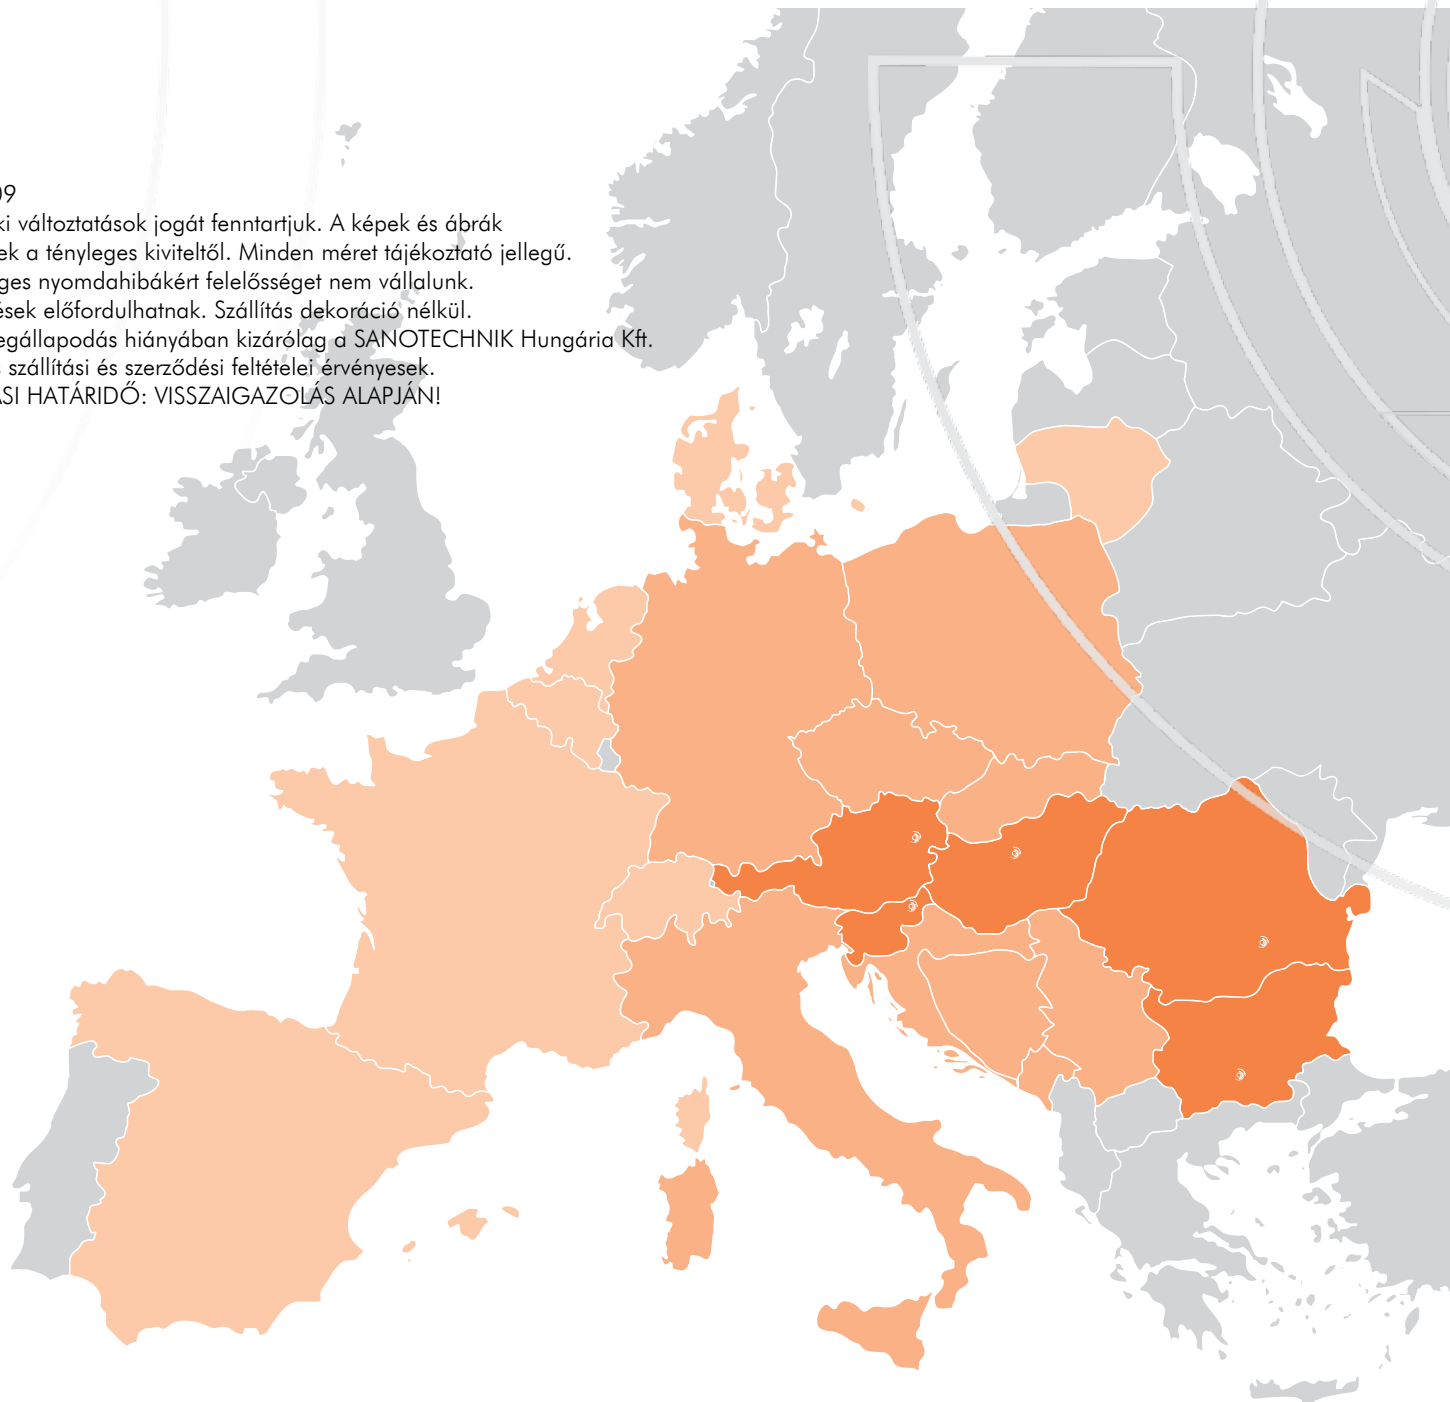 09
ki változtatások jogát fenntartjuk. A képek és ábrák
ek a tényleges kiviteltől. Minden méret tájékoztató jellegű.
ges nyomdahibákért felelősséget nem vállalunk.
ések előfordulhatnak. Szállítás dekoráció nélkül.
egállapodás hiányában kizárólag a SANOTECHNIK Hungária Kft.
s szállítási és szerződési feltételei érvényesek.
ÁSI HATÁRIDŐ: VISSZAIGAZOLÁS ALAPJÁN!